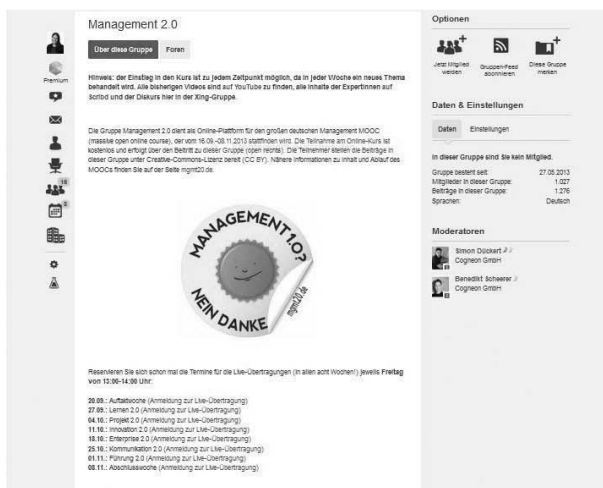 Management 2.0
Über diese Gruppe
Foren
Hinweis: der Einstieg in den Kurs ist zu jedem Zeitpunkt möglich, da in jeder Woche ein neues Thema
behandelt wird. Alle bisherigen Videos sind auf YouTube zu finden, alle Inhalte der Expertinnen auf
Scribd und der Diskurs hier in der Xing-Gruppe.
Die Gruppe Management 2.0 dient als Online-Plattform für den großen deutschen Management MOOC
(massive open online course), der vom 16.09.-08.11.2013 stattfinden wird. Die Teilnahme am Online-Kurs ist
kostenlos und erfolgt über den Beitritt zu dieser Gruppe (open rechts). Die Teilnehmer stellen die Beiträge in
dieser Gruppe unter Creative-Commons-Lizenz bereit (CC BY). Nähere Informationen zu Inhalt und Ablauf des
MOOCs finden Sie auf der Seite mgmt20.de.
MANAGEMENT 1.0?
NEIN DANKE
mgmt20.de
Reservieren Sie sich schon mal die Termine für die Live-Übertragungen (in allen acht Wochen!) jeweils Freitag
von 13:00-14:00 Uhr:
20.09.: Auftaktwoche (Anmeldung zur Live-Übertragung)
27.09.: Lernen 2.0 (Anmeldung zur Live-Übertragung)
04.10.: Projekt 2.0 (Anmeldung zur Live-Übertragung)
11.10.: Innovation 2.0 (Anmeldung zur Live-Übertragung)
18.10.: Enterprise 2.0 (Anmeldung zur Live-Übertragung)
25.10.: Kommunikation 2.0 (Anmeldung zur Live-Übertragung)
01.11.: Führung 2.0 (Anmeldung zur Live-Übertragung)
08.11.: Abschlusswoche (Anmeldung zur Live-Übertragung)
Premium
Optionen
Jetzt Mitglied
werden
Gruppen-Feed
abonnieren
Diese Gruppe
merken
Daten & Einstellungen
Daten
Einstellungen
In dieser Gruppe sind Sie kein Mitglied.
Gruppe besteht seit: 27.05.2013
Mitglieder in dieser Gruppe: 1.027
Beiträge in dieser Gruppe: 1.276
Sprachen: Deutsch
Moderatoren
Simon Dückert
Cogneon GmbH
Benedikt Scheerer
Cogneon GmbH